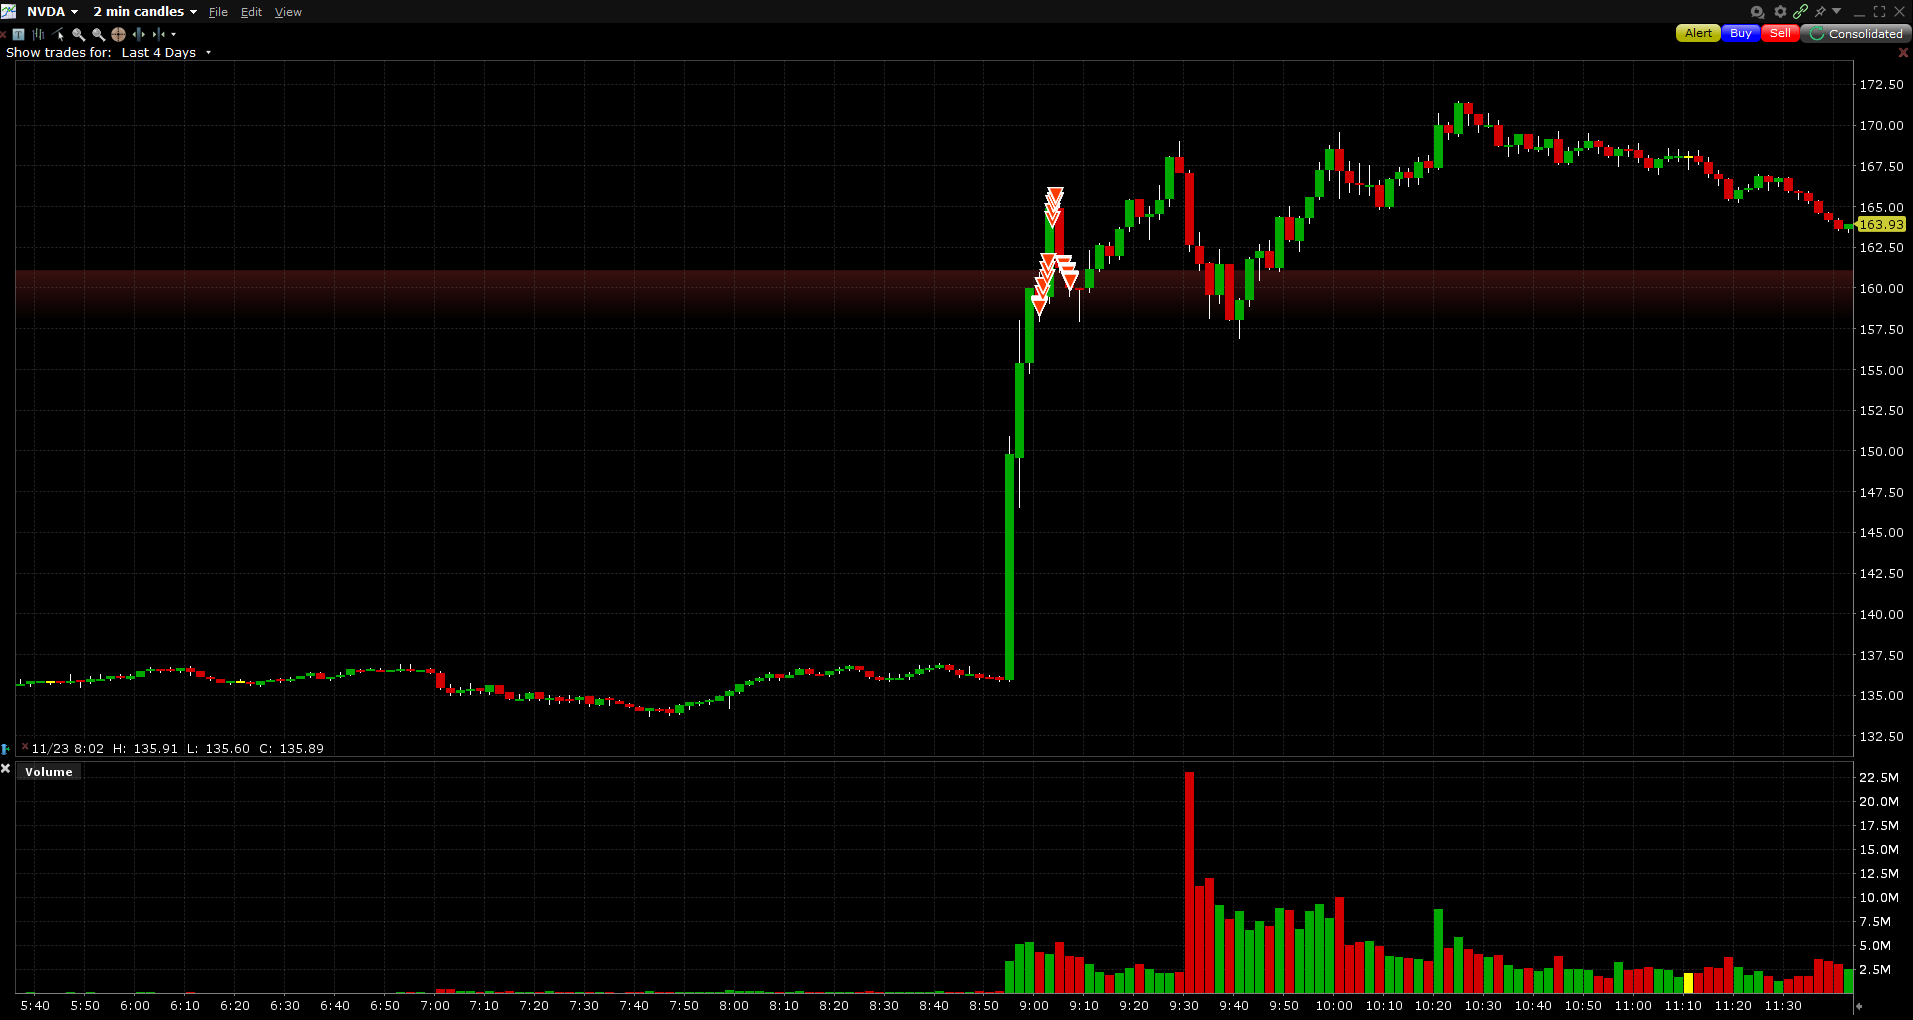 NVDA 2 min candles File Edit View
Alert Buy Sell Consolidated
Show trades for: Last 4 Days
172.50
170.00
167.50
165.00
163.93
162.50
160.00
157.50
155.00
152.50
150.00
147.50
145.00
142.50
140.00
137.50
135.00
132.50
11/23 8:02 H: 135.91 L: 135.60 C: 135.89
Volume
22.5M
20.0M
17.5M
15.0M
12.5M
10.0M
7.5M
5.0M
2.5M
5:40 5:50 6:00 6:10 6:20 6:30 6:40 6:50 7:00 7:10 7:20 7:30 7:40 7:50 8:00 8:10 8:20 8:30 8:40 8:50 9:00 9:10 9:20 9:30 9:40 9:50 10:00 10:10 10:20 10:30 10:40 10:50 11:00 11:10 11:20 11:30